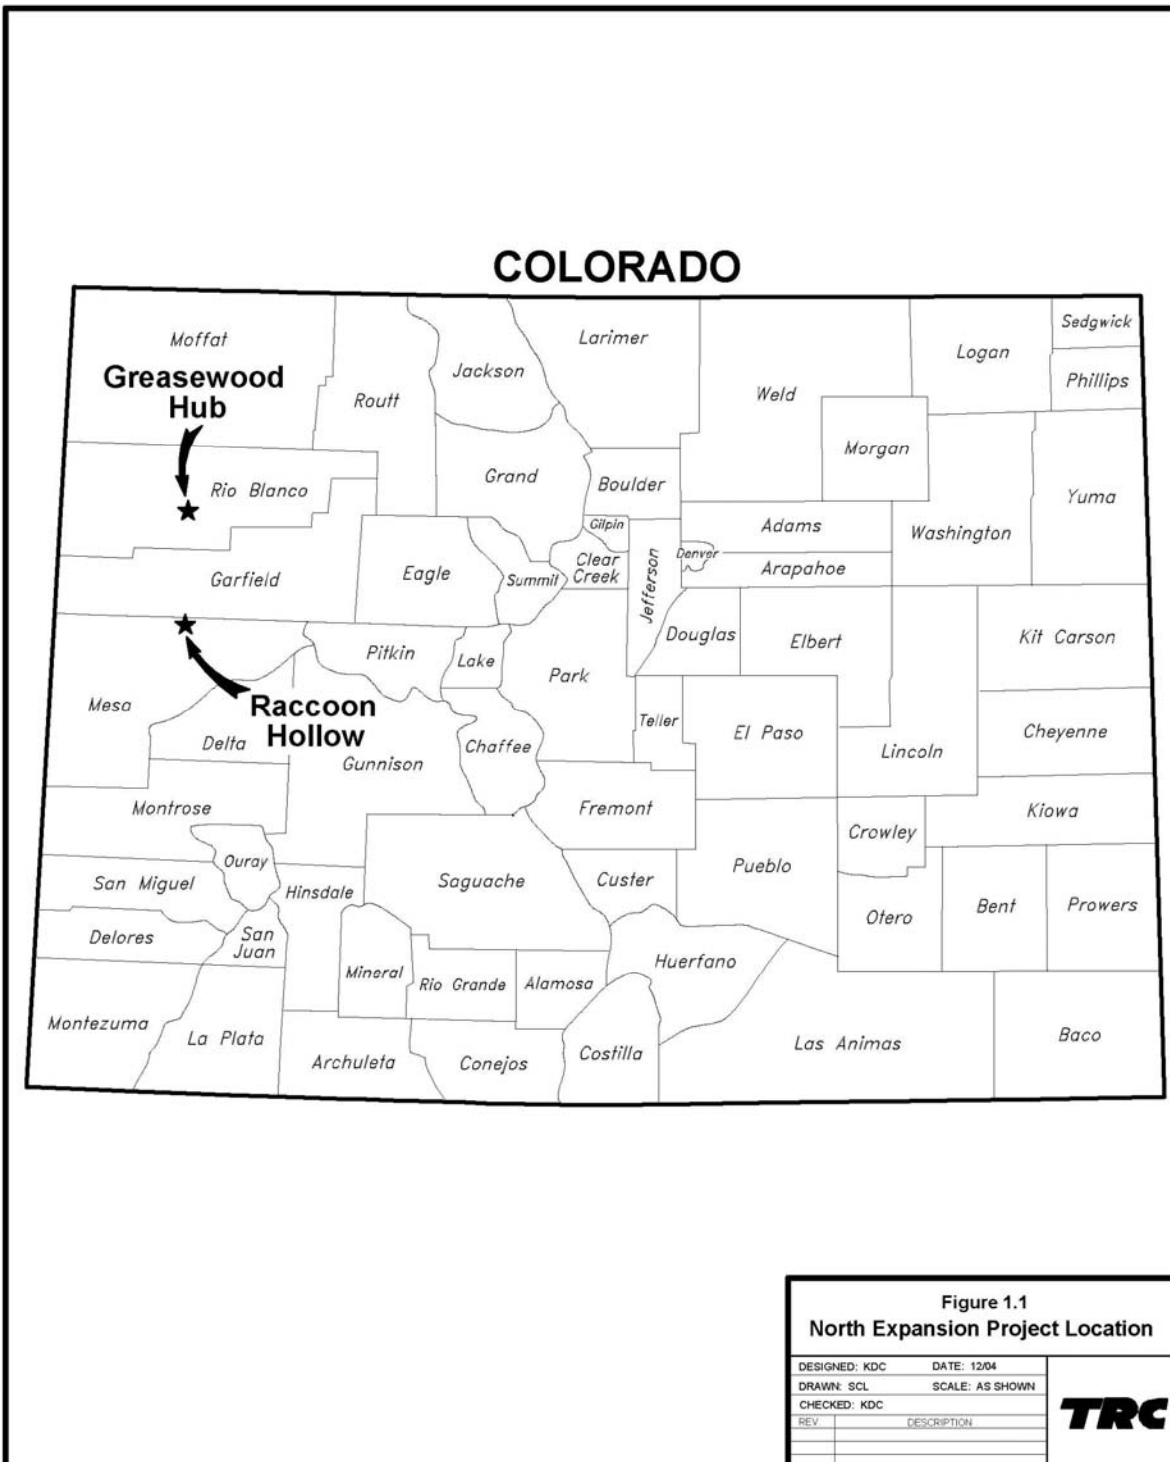 COLORADO
Moffat
Greasewood
Hub
Routt
Jackson
Larimer
Weld
Logan
Sedgwick
Phillips
Morgan
Rio Blanco
Grand
Boulder
Gilpin
Adams
Washington
Yuma
Garfield
Eagle
Summit
Clear
Creek
Jefferson
Denver
Arapahoe
Mesa
Raccoon
Hollow
Pitkin
Lake
Park
Douglas
Elbert
Kit Carson
Delta
Gunnison
Chaffee
Teller
El Paso
Lincoln
Cheyenne
Montrose
Fremont
Crowley
Kiowa
Ouray
San Miguel
Hinsdale
Saguache
Custer
Pueblo
Otero
Bent
Prowers
Delores
San
Juan
Mineral
Rio Grande
Alamosa
Huerfano
Montezuma
La Plata
Archuleta
Conejos
Costilla
Las Animas
Baco
Figure 1.1
North Expansion Project Location
DESIGNED: KDC DATE: 12/04
DRAWN: SCL SCALE: AS SHOWN
CHECKED: KDC
REV. DESCRIPTION
TRC